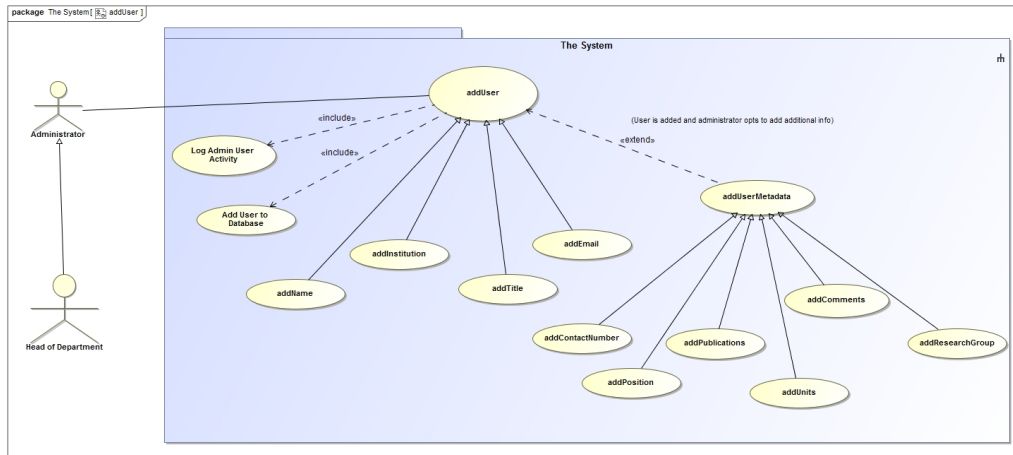 package The System [ addUser ]
The System
addUser
Administrator
«include»
(User is added and administrator opts to add additional info)
«extend»
Log Admin User
Activity
«include»
addUserMetadata
Add User to
Database
addEmail
addInstitution
addTitle
addName
addComments
Head of Department
addContactNumber
addPublications
addResearchGroup
addPosition
addUnits